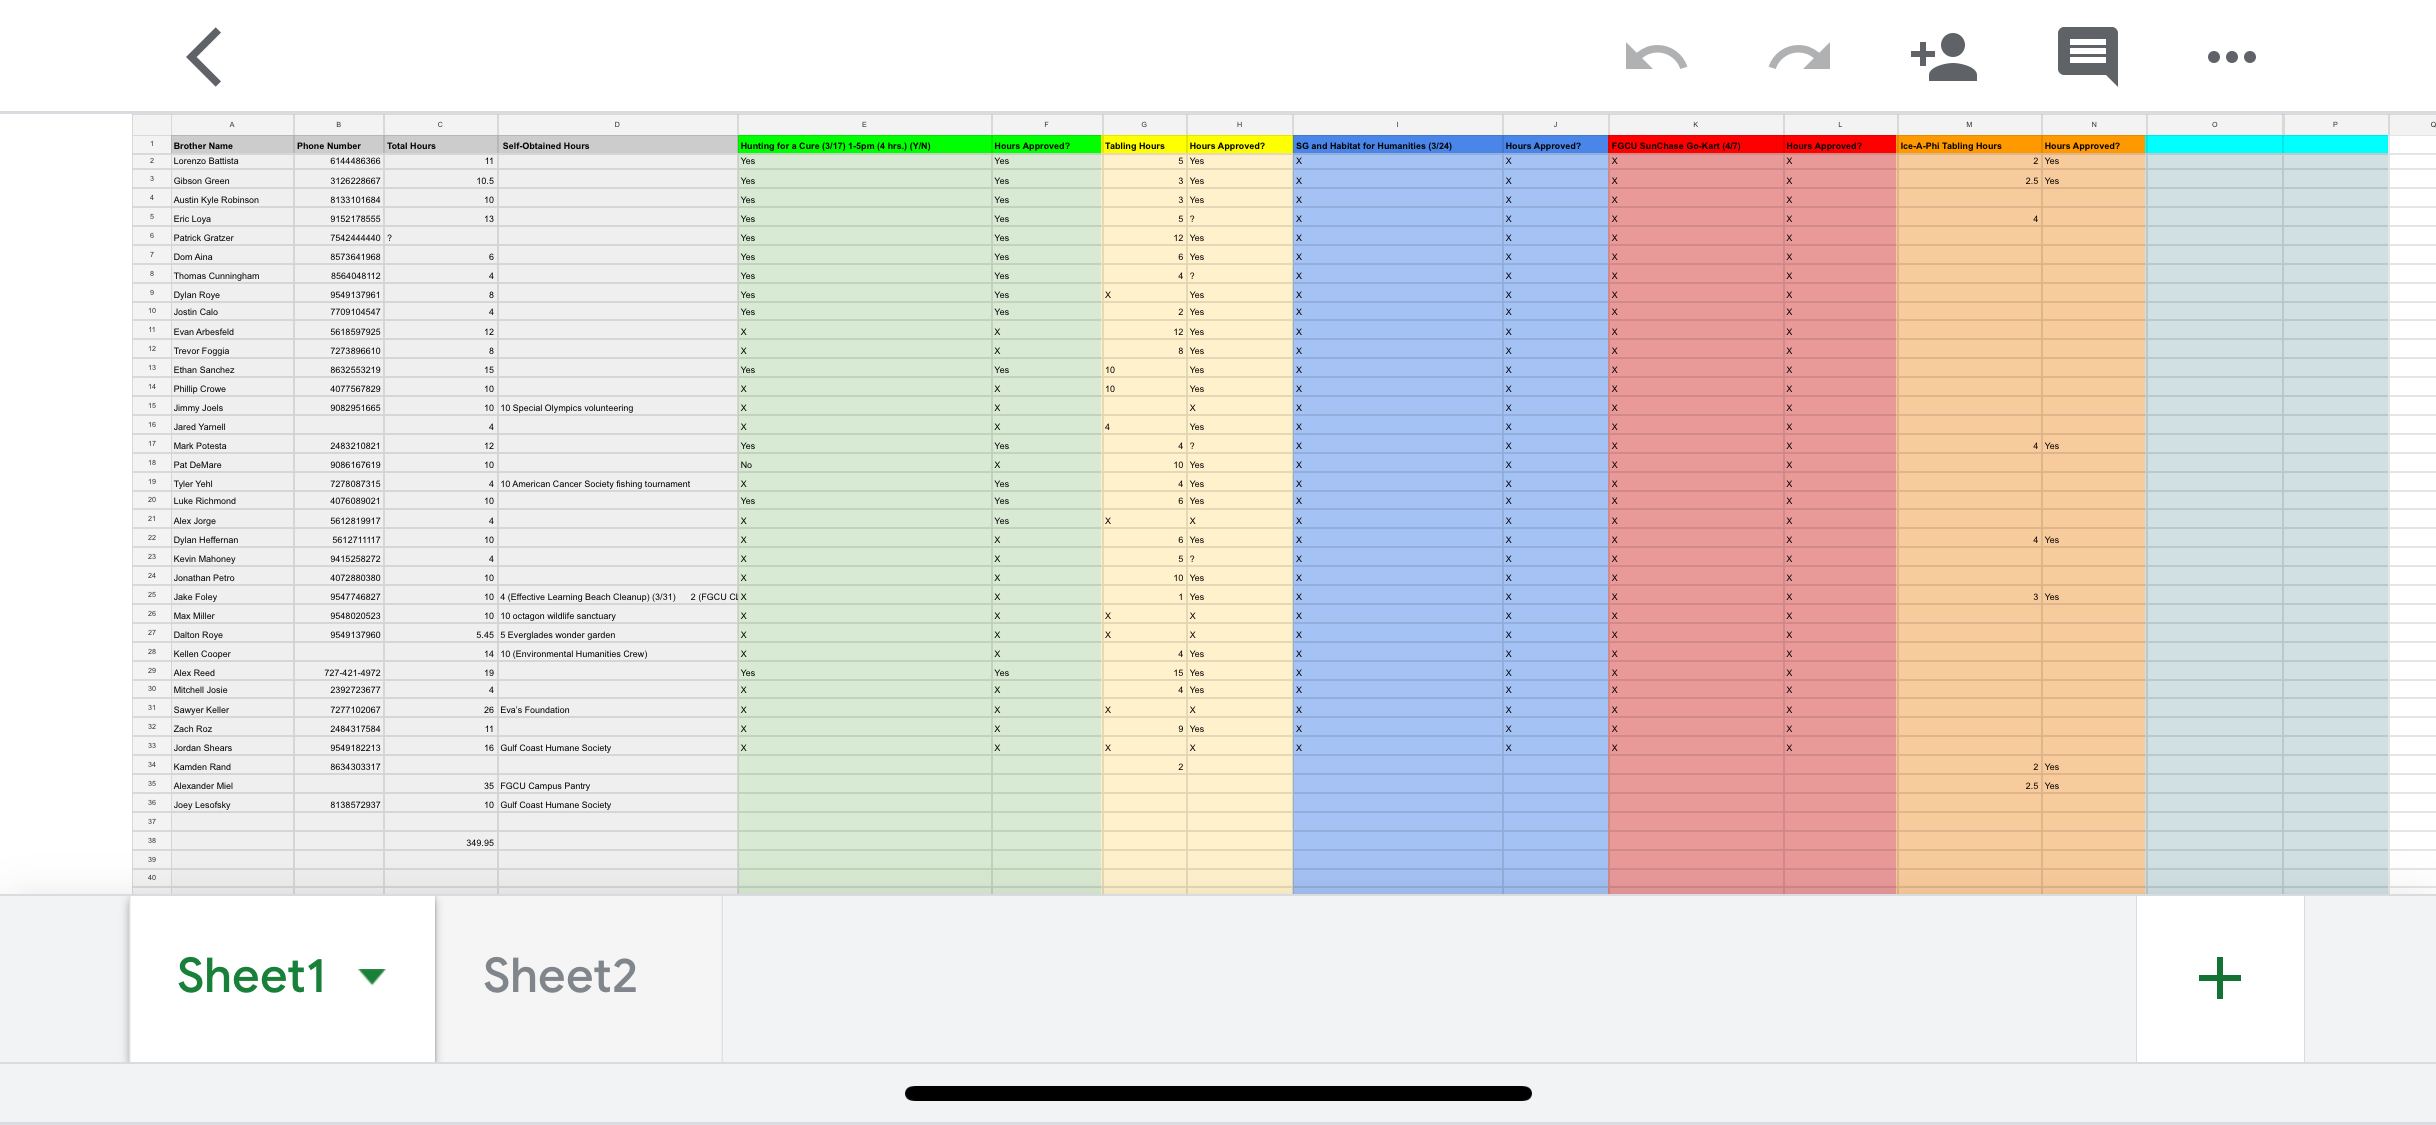 A B C D E F G H I J K L M N O P Q
1 Brother Name Phone Number Total Hours Self-Obtained Hours Hunting for a Cure (3/17) 1-5pm (4 hrs.) (Y/N) Hours Approved? Tabling Hours Hours Approved? SG and Habitat for Humanities (3/24) Hours Approved? FGCU SunChase Go-Kart (4/7) Hours Approved? Ice-A-Phi Tabling Hours Hours Approved?
2 Lorenzo Battista 6144486366 11 Yes Yes 5 Yes X X X X 2 Yes
3 Gibson Green 3126228667 10.5 Yes Yes 3 Yes X X X X 2.5 Yes
4 Austin Kyle Robinson 8133101684 10 Yes Yes 3 Yes X X X X
5 Eric Loya 9152178555 13 Yes Yes 5 ? X X X X 4
6 Patrick Gratzer 7542444440 ? Yes Yes 12 Yes X X X X
7 Dom Aina 8573641968 6 Yes Yes 6 Yes X X X X
8 Thomas Cunningham 8564048112 4 Yes Yes 4 ? X X X X
9 Dylan Roye 9549137961 8 Yes Yes X Yes X X X X
10 Jostin Calo 7709104547 4 Yes Yes 2 Yes X X X X
11 Evan Arbesfeld 5618597925 12 X X 12 Yes X X X X
12 Trevor Foggia 7273896610 8 X X 8 Yes X X X X
13 Ethan Sanchez 8632553219 15 Yes Yes 10 Yes X X X X
14 Phillip Crowe 4077567829 10 X X 10 Yes X X X X
15 Jimmy Joels 9082951665 10 10 Special Olympics volunteering X X X X X X X
16 Jared Yarnell 4 X X 4 Yes X X X X
17 Mark Potesta 2483210821 12 Yes Yes 4 ? X X X X 4 Yes
18 Pat DeMare 9086167619 10 No X 10 Yes X X X X
19 Tyler Yehl 7278087315 4 10 American Cancer Society fishing tournament X Yes 4 Yes X X X X
20 Luke Richmond 4076089021 10 Yes Yes 6 Yes X X X X
21 Alex Jorge 5612819917 4 X Yes X X X X X X
22 Dylan Heffernan 5612711117 10 X X 6 Yes X X X X 4 Yes
23 Kevin Mahoney 9415258272 4 X X 5 ? X X X X
24 Jonathan Petro 4072880380 10 X X 10 Yes X X X X
25 Jake Foley 9547746827 10 4 (Effective Learning Beach Cleanup) (3/31) 2 (FGCU Cl X X 1 Yes X X X X 3 Yes
26 Max Miller 9548020523 10 10 octagon wildlife sanctuary X X X X X X X X
27 Dalton Roye 9549137960 5.45 5 Everglades wonder garden X X X X X X X X
28 Kellen Cooper 14 10 (Environmental Humanities Crew) X X 4 Yes X X X X
29 Alex Reed 727-421-4972 19 Yes Yes 15 Yes X X X X
30 Mitchell Josie 2392723677 4 X X 4 Yes X X X X
31 Sawyer Keller 7277102067 26 Eva's Foundation X X X X X X X X
32 Zach Roz 2484317584 11 X X 9 Yes X X X X
33 Jordan Shears 9549182213 16 Gulf Coast Humane Society X X X X X X X X
34 Kamden Rand 8634303317 2 2 Yes
35 Alexander Miel 35 FGCU Campus Pantry 2.5 Yes
36 Joey Lesofsky 8138572937 10 Gulf Coast Humane Society
37
38 349.95
39
40
Sheet1 Sheet2